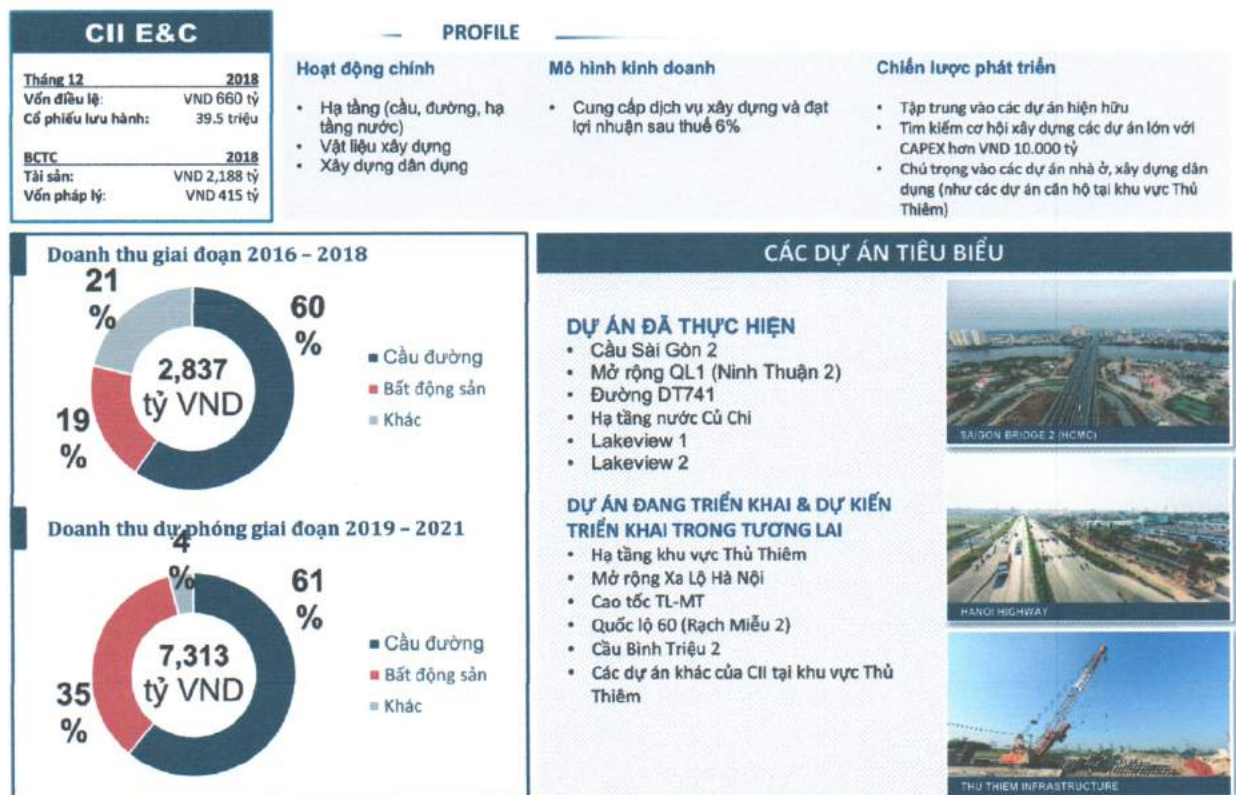 CII E&C
Tháng 12 2018
Vốn điều lệ: VND 660 tỷ
Cổ phiếu lưu hành: 39.5 triệu
BCTC 2018
Tài sản: VND 2,188 tỷ
Vốn pháp lý: VND 415 tỷ
PROFILE
Hoạt động chính
• Hạ tầng (cầu, đường, hạ
tầng nước)
• Vật liệu xây dựng
• Xây dựng dân dụng
Mô hình kinh doanh
• Cung cấp dịch vụ xây dựng và đạt
lợi nhuận sau thuế 6%
Chiến lược phát triển
• Tập trung vào các dự án hiện hữu
• Tìm kiếm cơ hội xây dựng các dự án lớn với
CAPEX hơn VND 10.000 tỷ
• Chú trọng vào các dự án nhà ở, xây dựng dân
dụng (như các dự án căn hộ tại khu vực Thủ
Thiêm)
Doanh thu giai đoạn 2016 – 2018
21
%
60
%
19
%
2,837
tỷ VND
Cầu đường
Bất động sản
Khác
Doanh thu dự phóng giai đoạn 2019 – 2021
4
%
61
%
35
%
7,313
tỷ VND
Cầu đường
Bất động sản
Khác
CÁC DỰ ÁN TIÊU BIỂU
DỰ ÁN ĐÃ THỰC HIỆN
• Cầu Sài Gòn 2
• Mở rộng QL1 (Ninh Thuận 2)
• Đường DT741
• Hạ tầng nước Củ Chi
• Lakeview 1
• Lakeview 2
DỰ ÁN ĐANG TRIỂN KHAI & DỰ KIẾN
TRIỂN KHAI TRONG TƯƠNG LAI
• Hạ tầng khu vực Thủ Thiêm
• Mở rộng Xa Lộ Hà Nội
• Cao tốc TL-MT
• Quốc lộ 60 (Rạch Miễu 2)
• Cầu Bình Triệu 2
• Các dự án khác của CII tại khu vực Thủ
Thiêm
SAIGON BRIDGE 2 (HCMC)
HANOI HIGHWAY
THU THIEM INFRASTRUCTURE